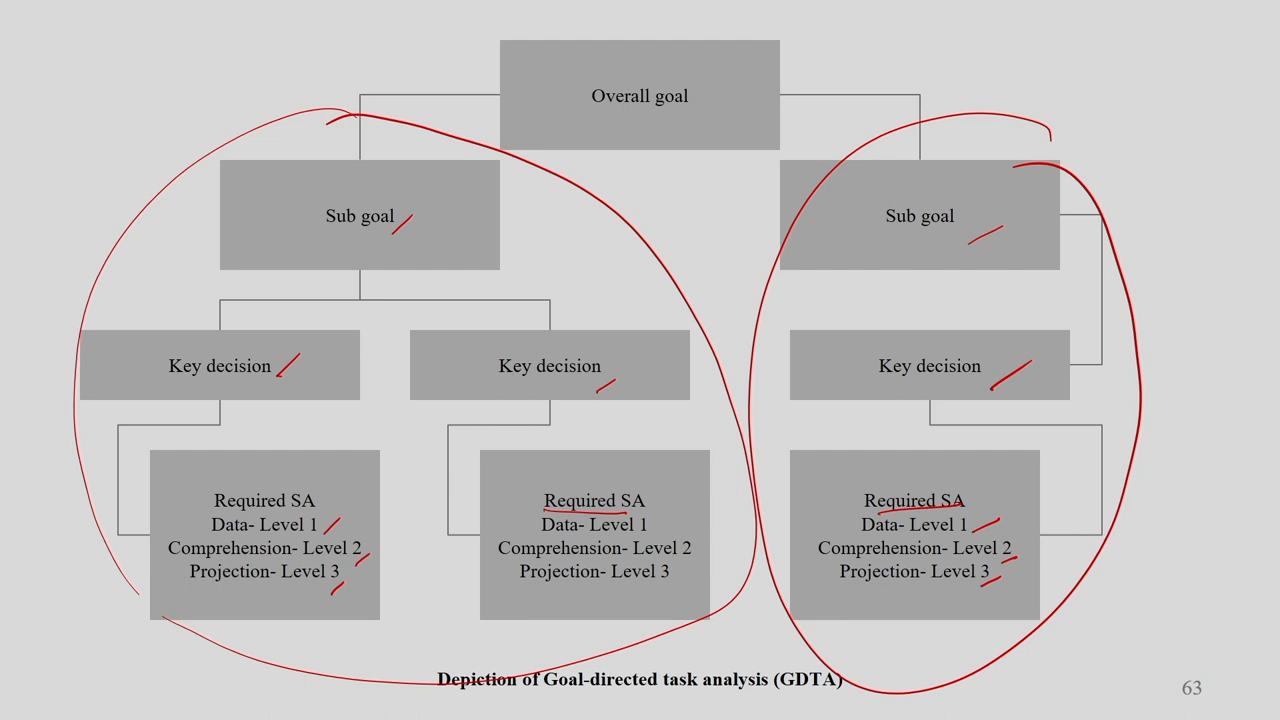 Overall goal
Sub goal
Sub goal
Key decision
Key decision
Key decision
Required SA
Data- Level 1
Comprehension- Level 2
Projection- Level 3
Required SA
Data- Level 1
Comprehension- Level 2
Projection- Level 3
Required SA
Data- Level 1
Comprehension- Level 2
Projection- Level 3
Depiction of Goal-directed task analysis (GDTA)
63